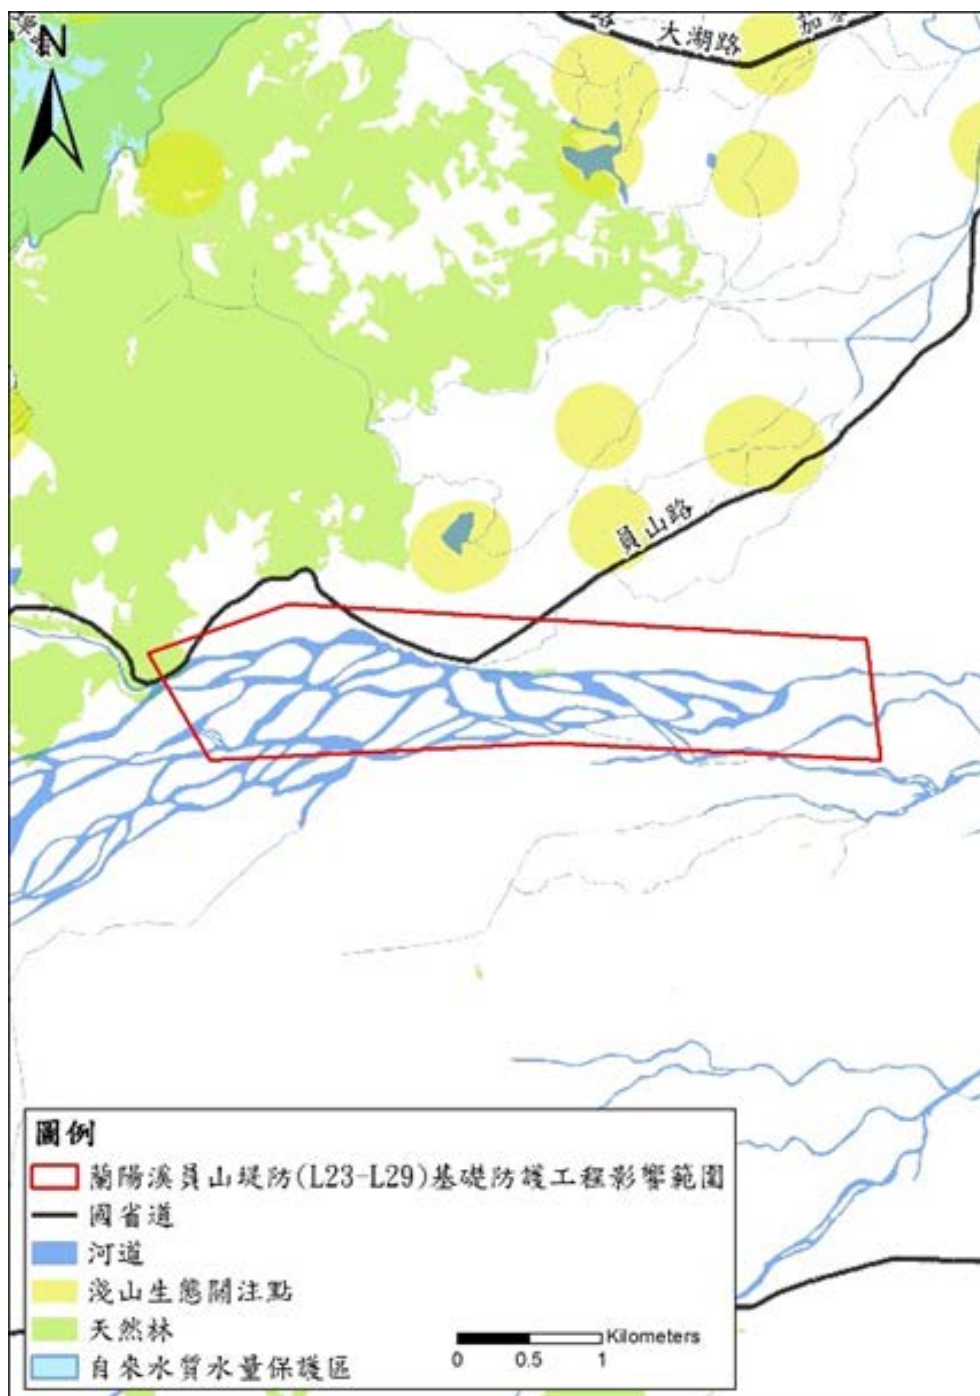 N
大湖路
員山路
圖例
蘭陽溪員山堤防(L23-L29)基礎防護工程影響範圍
國省道
河道
淺山生態關注點
天然林
自來水質水量保護區
Kilometers
0 0.5 1